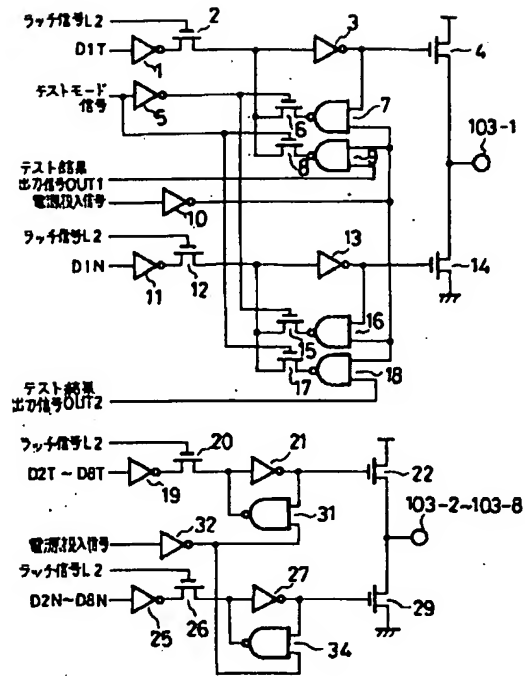 ラッチ信号L2
2
3
D1T
1
4
テストモード
信号
5
6
7
8
9
103-1
テスト結果
出力信号OUT1
電源投入信号
10
ラッチ信号L2
13
D1N
11
12
14
15
16
17
18
テスト結果
出力信号OUT2
ラッチ信号L2
20
21
D2T〜D8T
19
22
31
32
103-2~103-8
電源投入信号
ラッチ信号L2
27
D2N〜D8N
25
26
29
34